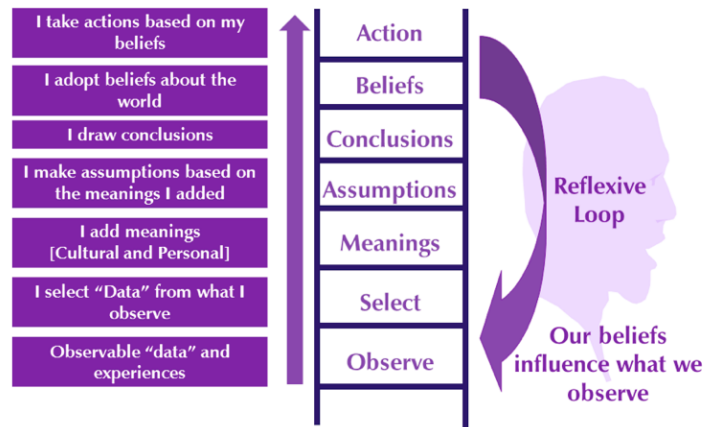 I take actions based on my
beliefs
I adopt beliefs about the
world
I draw conclusions
I make assumptions based on
the meanings I added
I add meanings
[Cultural and Personal]
I select “Data” from what I
observe
Observable “data” and
experiences
Action
Beliefs
Conclusions
Assumptions
Meanings
Select
Observe
Reflexive
Loop
Our beliefs
influence what we
observe